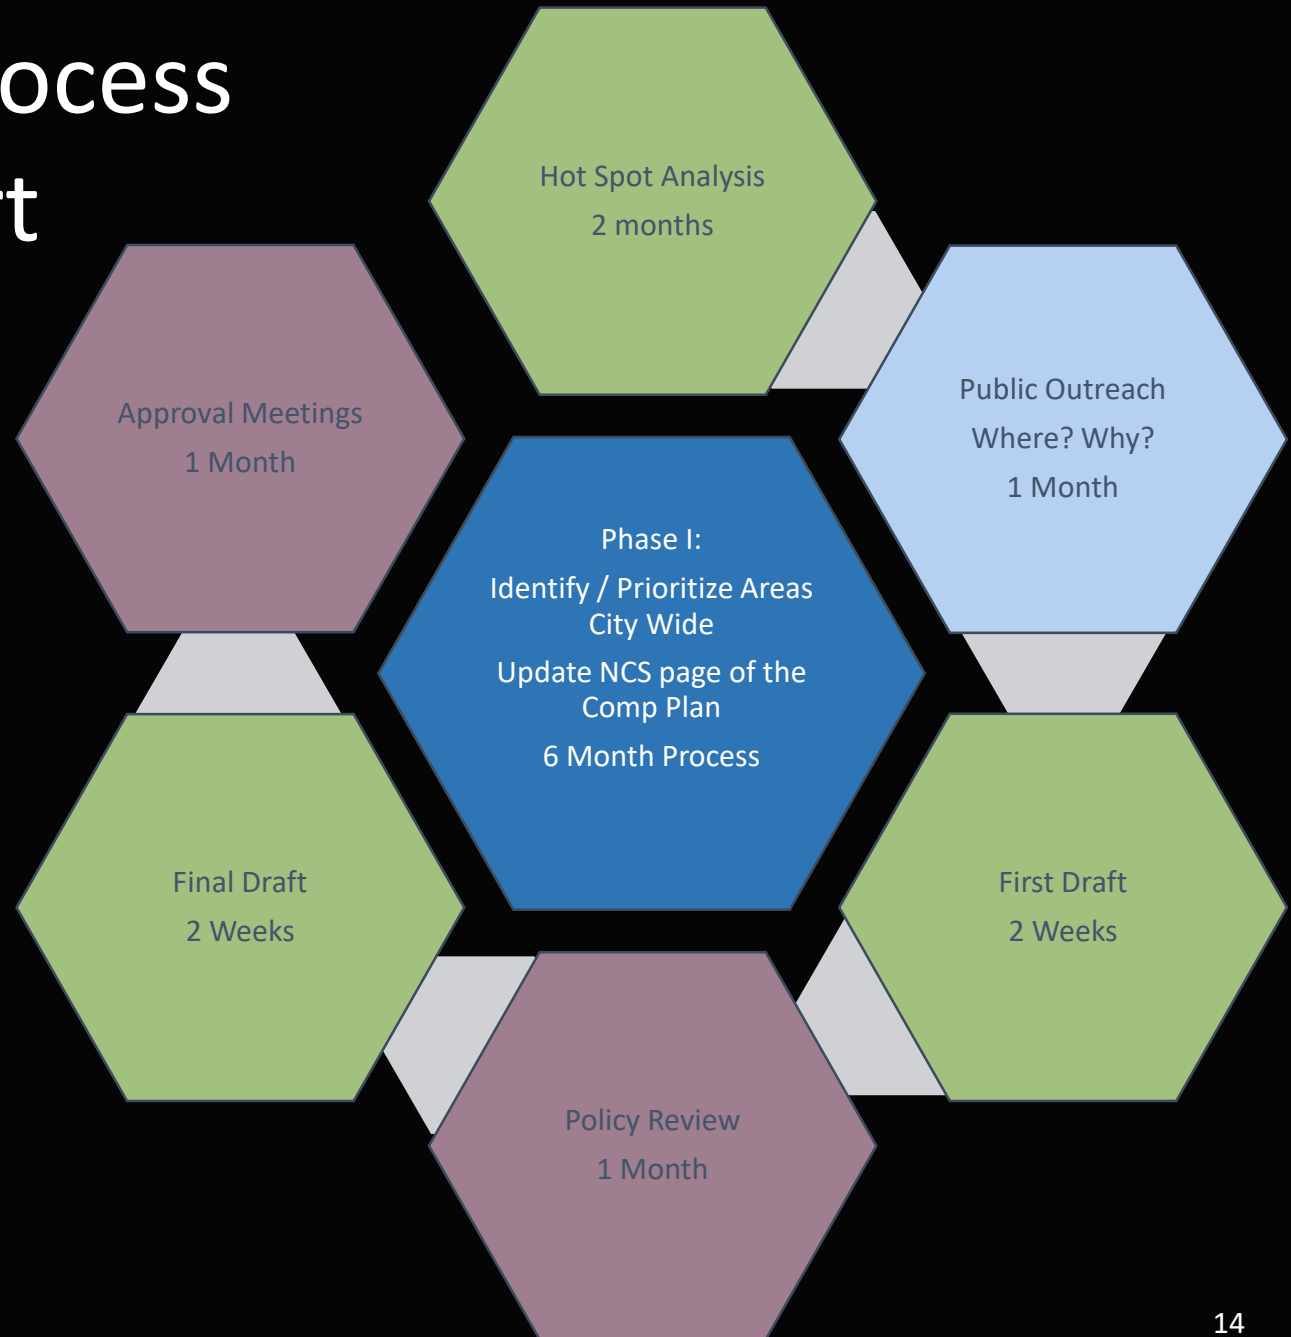 ocess
rt
Hot Spot Analysis
2 months
Public Outreach
Where? Why?
1 Month
First Draft
2 Weeks
Policy Review
1 Month
Final Draft
2 Weeks
Approval Meetings
1 Month
Phase I:
Identify / Prioritize Areas
City Wide
Update NCS page of the
Comp Plan
6 Month Process
14